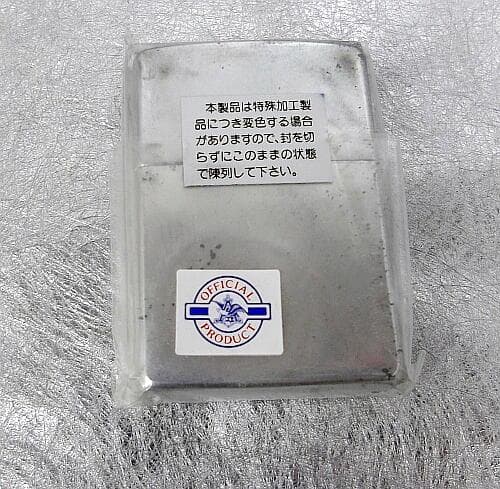 本製品は特殊加工製
品につき変色する場合
がありますので、封を切
らずにこのままの状態
で陳列して下さい。
OFFICIAL
PRODUCT